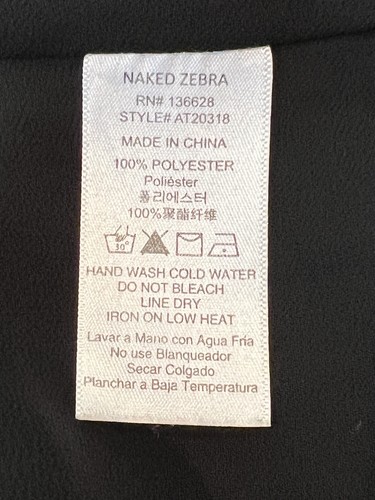 NAKED ZEBRA
RN# 136628
STYLE# AT20318
MADE IN CHINA
100% POLYESTER
Poliéster
폴리에스터
100%聚酯纤维
30°
HAND WASH COLD WATER
DO NOT BLEACH
LINE DRY
IRON ON LOW HEAT
Lavar a Mano con Agua Fria
No use Blanqueador
Secar Colgado
Planchar a Baja Temperatura